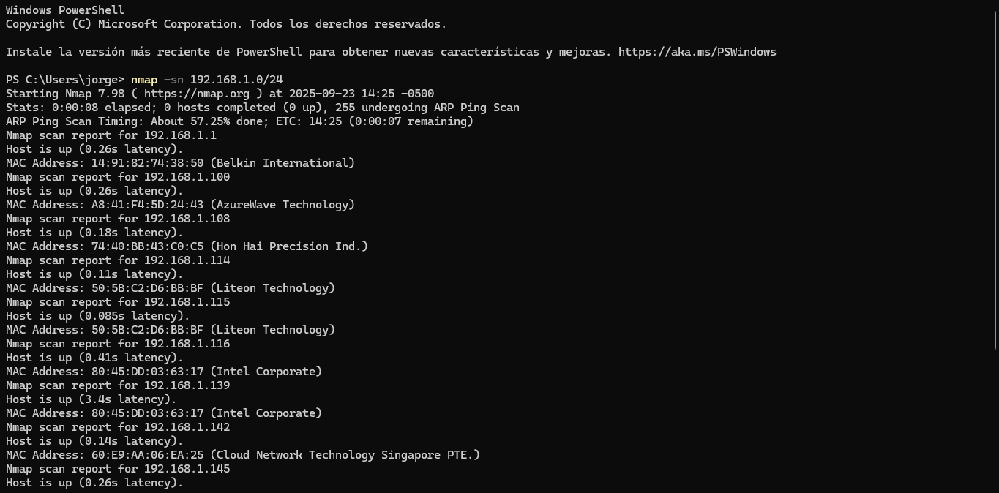 Windows PowerShell
Copyright (C) Microsoft Corporation. Todos los derechos reservados.
Instale la versión más reciente de PowerShell para obtener nuevas características y mejoras. https://aka.ms/PSWindows
PS C:\Users\jorge> nmap -sn 192.168.1.0/24
Starting Nmap 7.98 ( https://nmap.org ) at 2025-09-23 14:25 -0500
Stats: 0:00:08 elapsed; 0 hosts completed (0 up), 255 undergoing ARP Ping Scan
ARP Ping Scan Timing: About 57.25% done; ETC: 14:25 (0:00:07 remaining)
Nmap scan report for 192.168.1.1
Host is up (0.26s latency).
MAC Address: 14:91:82:74:38:50 (Belkin International)
Nmap scan report for 192.168.1.100
Host is up (0.26s latency).
MAC Address: A8:41:F4:5D:24:43 (AzureWave Technology)
Nmap scan report for 192.168.1.108
Host is up (0.18s latency).
MAC Address: 74:40:BB:43:C0:C5 (Hon Hai Precision Ind.)
Nmap scan report for 192.168.1.114
Host is up (0.11s latency).
MAC Address: 50:5B:C2:D6:BB:BF (Liteon Technology)
Nmap scan report for 192.168.1.115
Host is up (0.085s latency).
MAC Address: 50:5B:C2:D6:BB:BF (Liteon Technology)
Nmap scan report for 192.168.1.116
Host is up (0.41s latency).
MAC Address: 80:45:DD:03:63:17 (Intel Corporate)
Nmap scan report for 192.168.1.139
Host is up (3.4s latency).
MAC Address: 80:45:DD:03:63:17 (Intel Corporate)
Nmap scan report for 192.168.1.142
Host is up (0.14s latency).
MAC Address: 60:E9:AA:06:EA:25 (Cloud Network Technology Singapore PTE.)
Nmap scan report for 192.168.1.145
Host is up (0.26s latency).